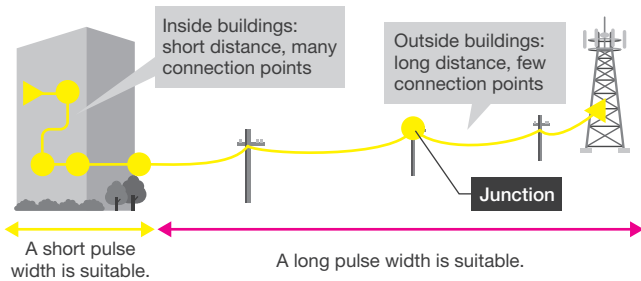 Inside buildings:
short distance, many
connection points
Outside buildings:
long distance, few
connection points
Junction
A short pulse
width is suitable.
A long pulse width is suitable.